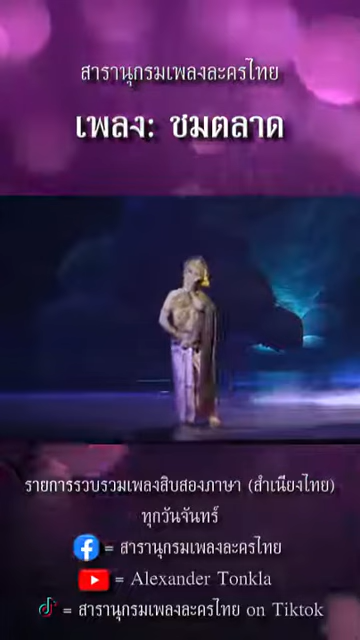 สารานุกรมเพลงละครไทย
เพลง: ชมตลาด
รายการรวบรวมเพลงสิบสองภาษา (สำเนียงไทย)
ทุกวันจันทร์
= สารานุกรมเพลงละครไทย
= Alexander Tonkla
= สารานุกรมเพลงละครไทย on Tiktok